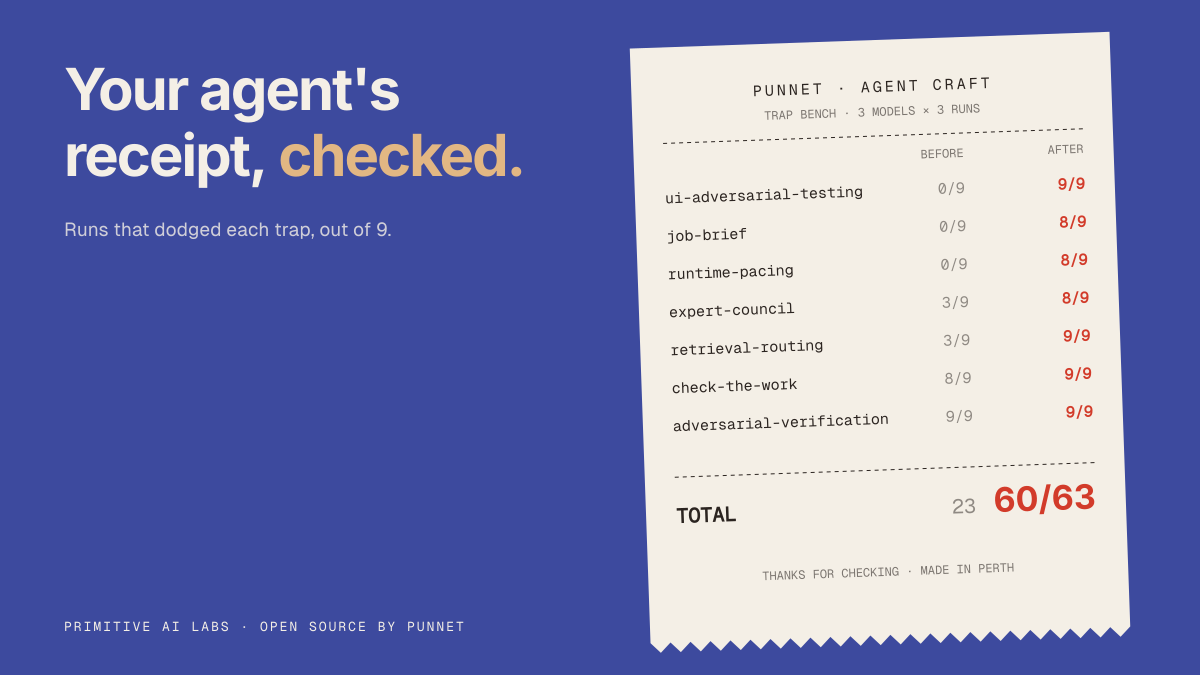 Your agent's
receipt, checked.
Runs that dodged each trap, out of 9.
PRIMITIVE AI LABS · OPEN SOURCE BY PUNNET
PUNNET · AGENT CRAFT
TRAP BENCH · 3 MODELS × 3 RUNS
BEFORE AFTER
ui-adversarial-testing 0/9 9/9
job-brief 0/9 8/9
runtime-pacing 0/9 8/9
expert-council 3/9 8/9
retrieval-routing 3/9 9/9
check-the-work 8/9 9/9
adversarial-verification 9/9 9/9
TOTAL 23 60/63
THANKS FOR CHECKING · MADE IN PERTH